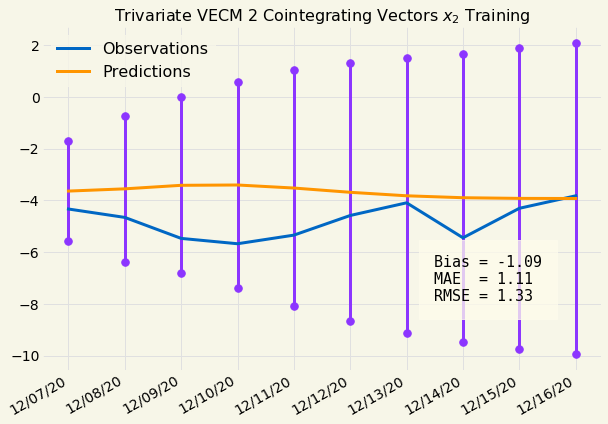 Trivariate VECM 2 Cointegrating Vectors x₂ Training
Observations
Predictions
2
0
−2
−4
−6
−8
−10
Bias = -1.09
MAE  = 1.11
RMSE = 1.33
12/07/20
12/08/20
12/09/20
12/10/20
12/11/20
12/12/20
12/13/20
12/14/20
12/15/20
12/16/20